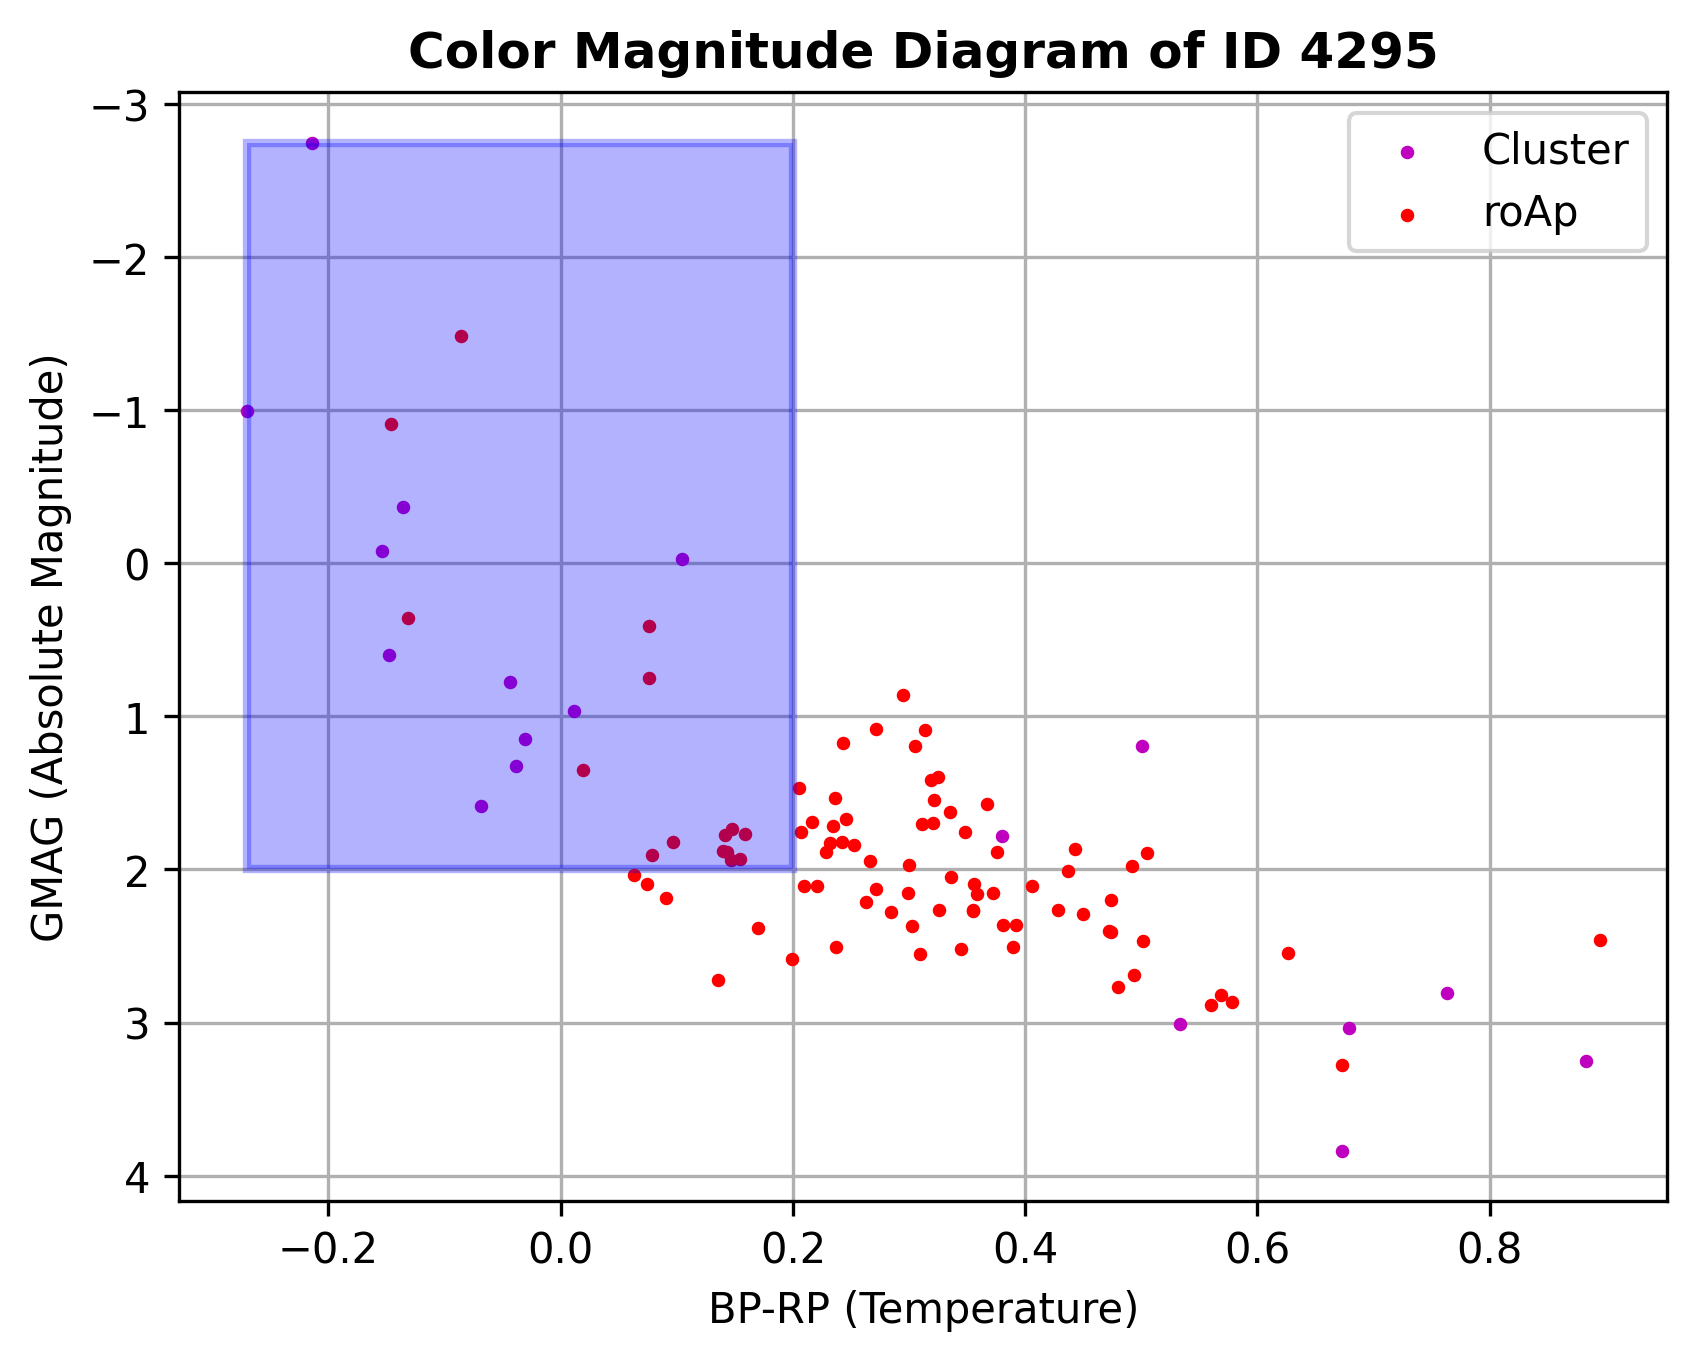 Color Magnitude Diagram of ID 4295
Cluster
roAp
GMAG (Absolute Magnitude)
−3
−2
−1
0
1
2
3
4
−0.2 0.0 0.2 0.4 0.6 0.8
BP-RP (Temperature)